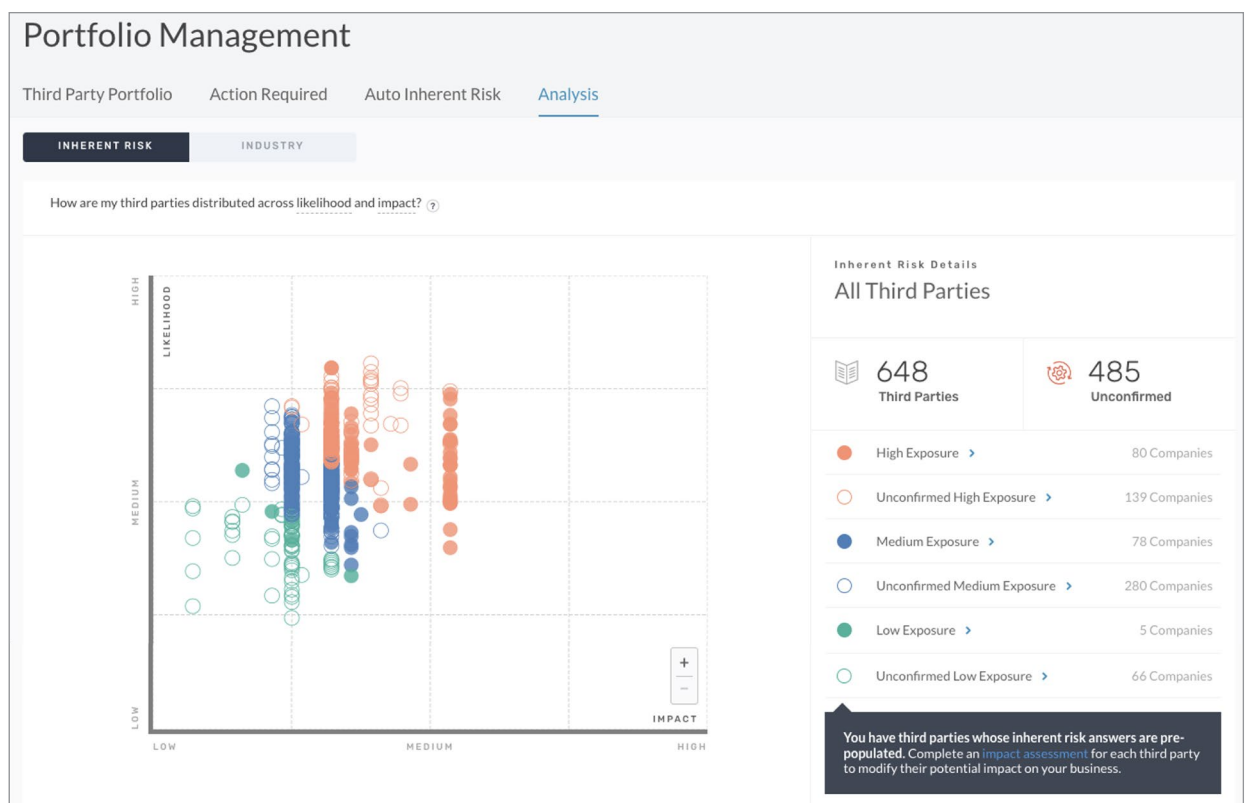 Portfolio Management
Third Party Portfolio Action Required Auto Inherent Risk Analysis
INHERENT RISK INDUSTRY
How are my third parties distributed across likelihood and impact? ?
HIGH
LIKELIHOOD
MEDIUM
LOW
+
−
IMPACT
LOW MEDIUM HIGH
Inherent Risk Details
All Third Parties
648 Third Parties
485 Unconfirmed
High Exposure > 80 Companies
Unconfirmed High Exposure > 139 Companies
Medium Exposure > 78 Companies
Unconfirmed Medium Exposure > 280 Companies
Low Exposure > 5 Companies
Unconfirmed Low Exposure > 66 Companies
You have third parties whose inherent risk answers are pre-
populated. Complete an impact assessment for each third party
to modify their potential impact on your business.